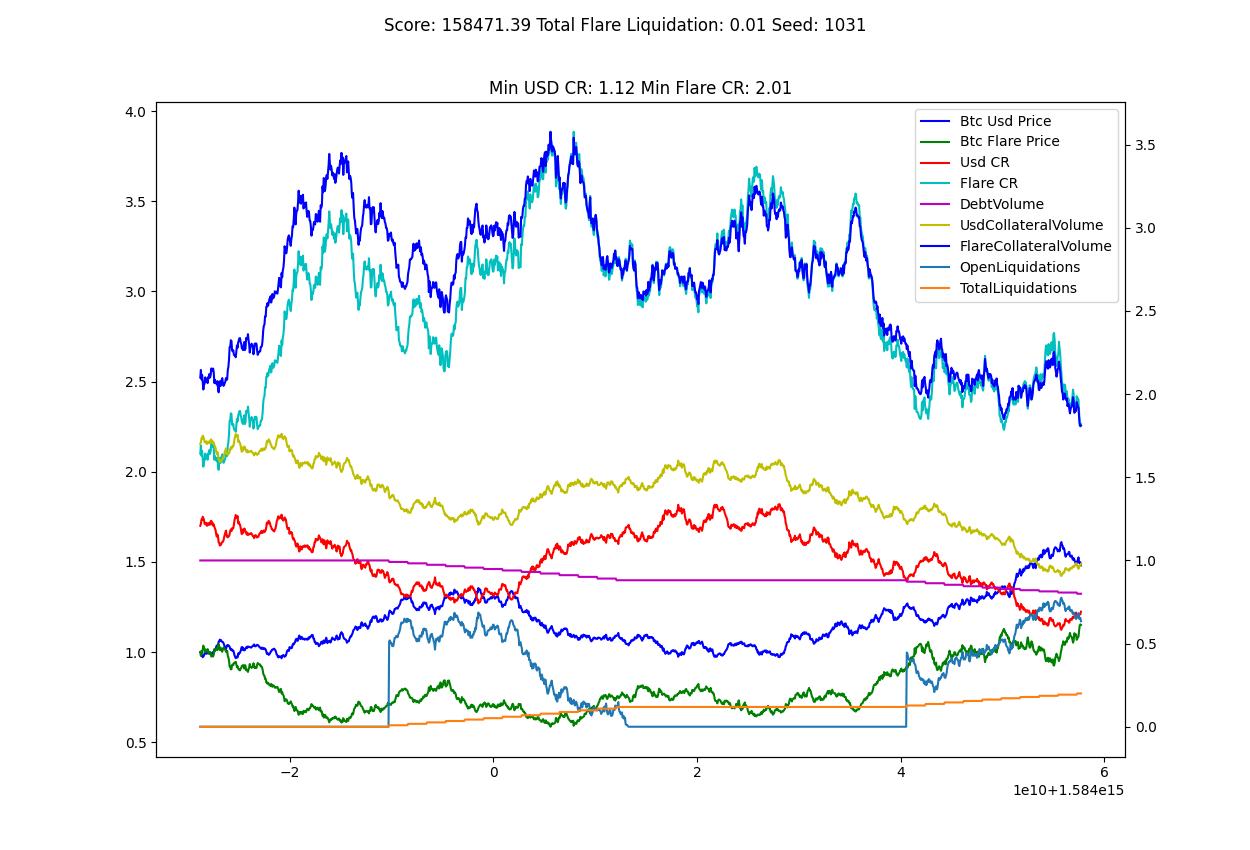 Score: 158471.39 Total Flare Liquidation: 0.01 Seed: 1031
Min USD CR: 1.12 Min Flare CR: 2.01
4.0
3.5
3.0
2.5
2.0
1.5
1.0
0.5
Btc Usd Price
Btc Flare Price
Usd CR
Flare CR
DebtVolume
UsdCollateralVolume
FlareCollateralVolume
OpenLiquidations
TotalLiquidations
3.5
3.0
2.5
2.0
1.5
1.0
0.5
0.0
−2 0 2 4 6
1e10+1.584e15